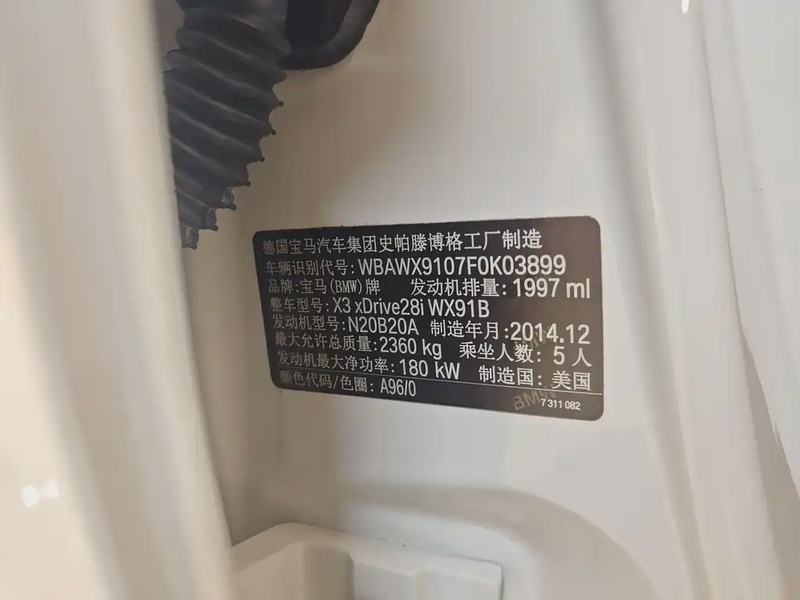 德国宝马汽车集团史帕滕博格工厂制造
车辆识别代号: WBAWX9107F0K03899
品牌: 宝马(BMW)牌 发动机排量: 1997 ml
整车型号: X3 xDrive28i WX91B
发动机型号: N20B20A 制造年月: 2014.12
最大允许总质量: 2360 kg 乘坐人数: 5 人
发动机最大净功率: 180 kW 制造国: 美国
颜色代码/色圈: A96/0
BMW
7 311 082